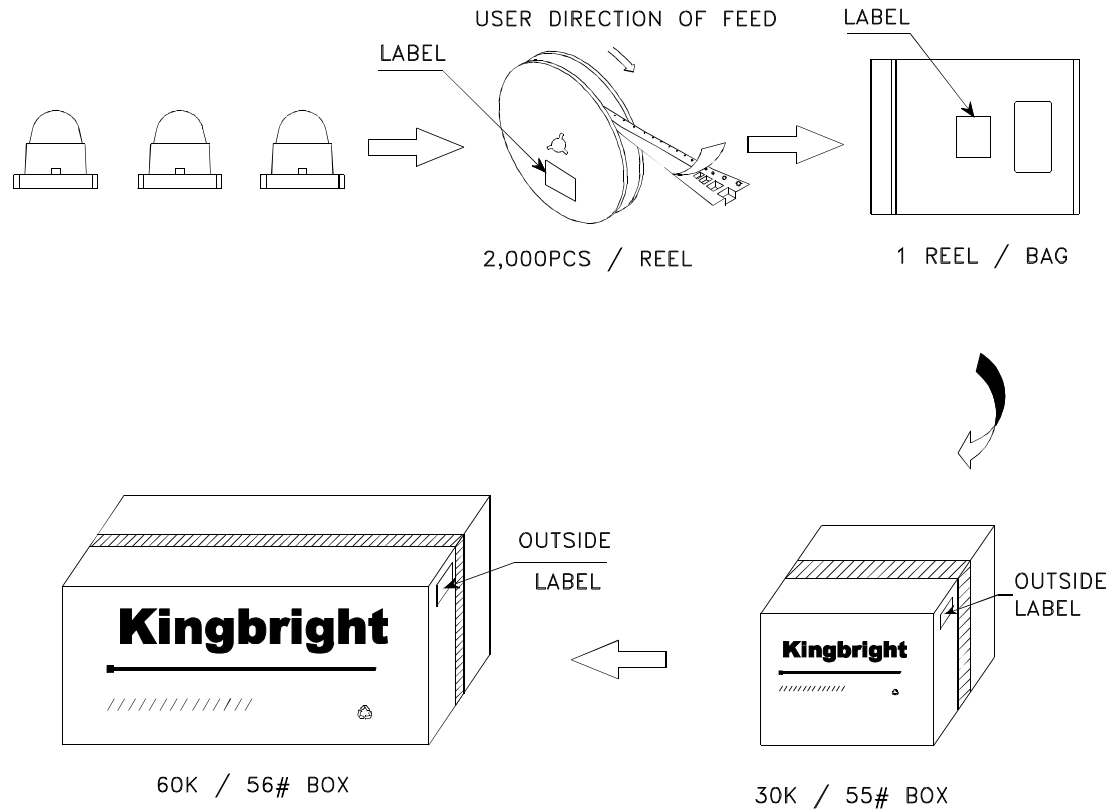 USER DIRECTION OF FEED
LABEL
LABEL
2,000PCS / REEL
1 REEL / BAG
OUTSIDE
LABEL
Kingbright
60K / 56# BOX
OUTSIDE
LABEL
Kingbright
30K / 55# BOX